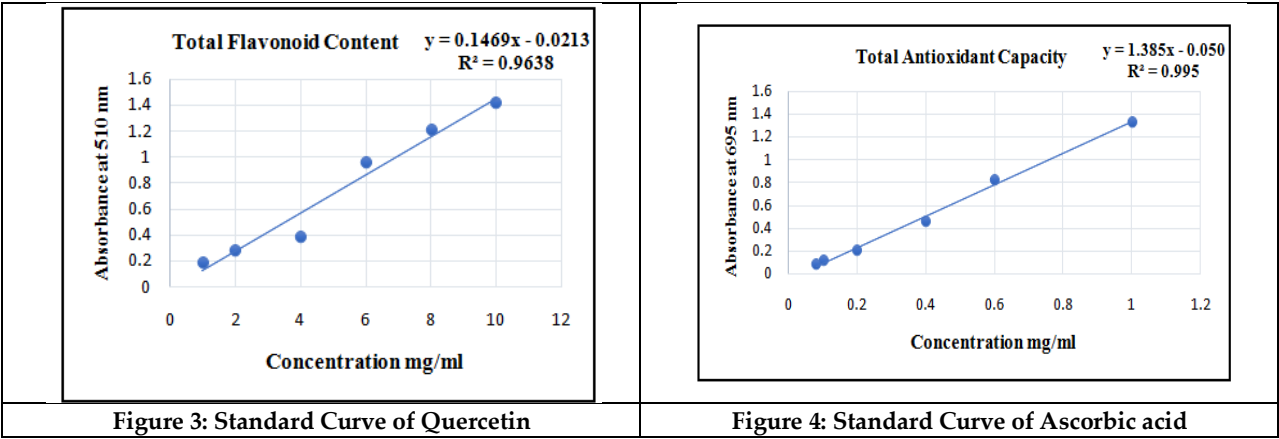 Total Flavonoid Content
y = 0.1469x - 0.0213
R² = 0.9638
Absorbance at 510 nm
1.6
1.4
1.2
1
0.8
0.6
0.4
0.2
0
0 2 4 6 8 10 12
Concentration mg/ml
Figure 3: Standard Curve of Quercetin
Total Antioxidant Capacity
y = 1.385x - 0.050
R² = 0.995
Absorbance at 695 nm
1.6
1.4
1.2
1
0.8
0.6
0.4
0.2
0
0 0.2 0.4 0.6 0.8 1 1.2
Concentration mg/ml
Figure 4: Standard Curve of Ascorbic acid